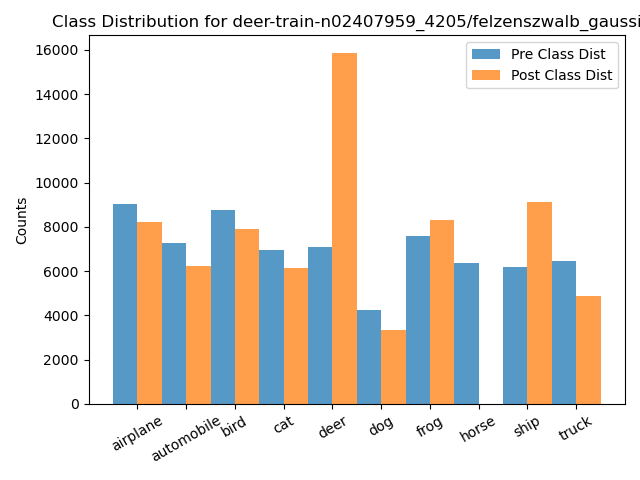 Class Distribution for deer-train-n02407959_4205/felzenszwalb_gaussi
Pre Class Dist
Post Class Dist
Counts
16000
14000
12000
10000
8000
6000
4000
2000
0
airplane
automobile
bird
cat
deer
dog
frog
horse
ship
truck